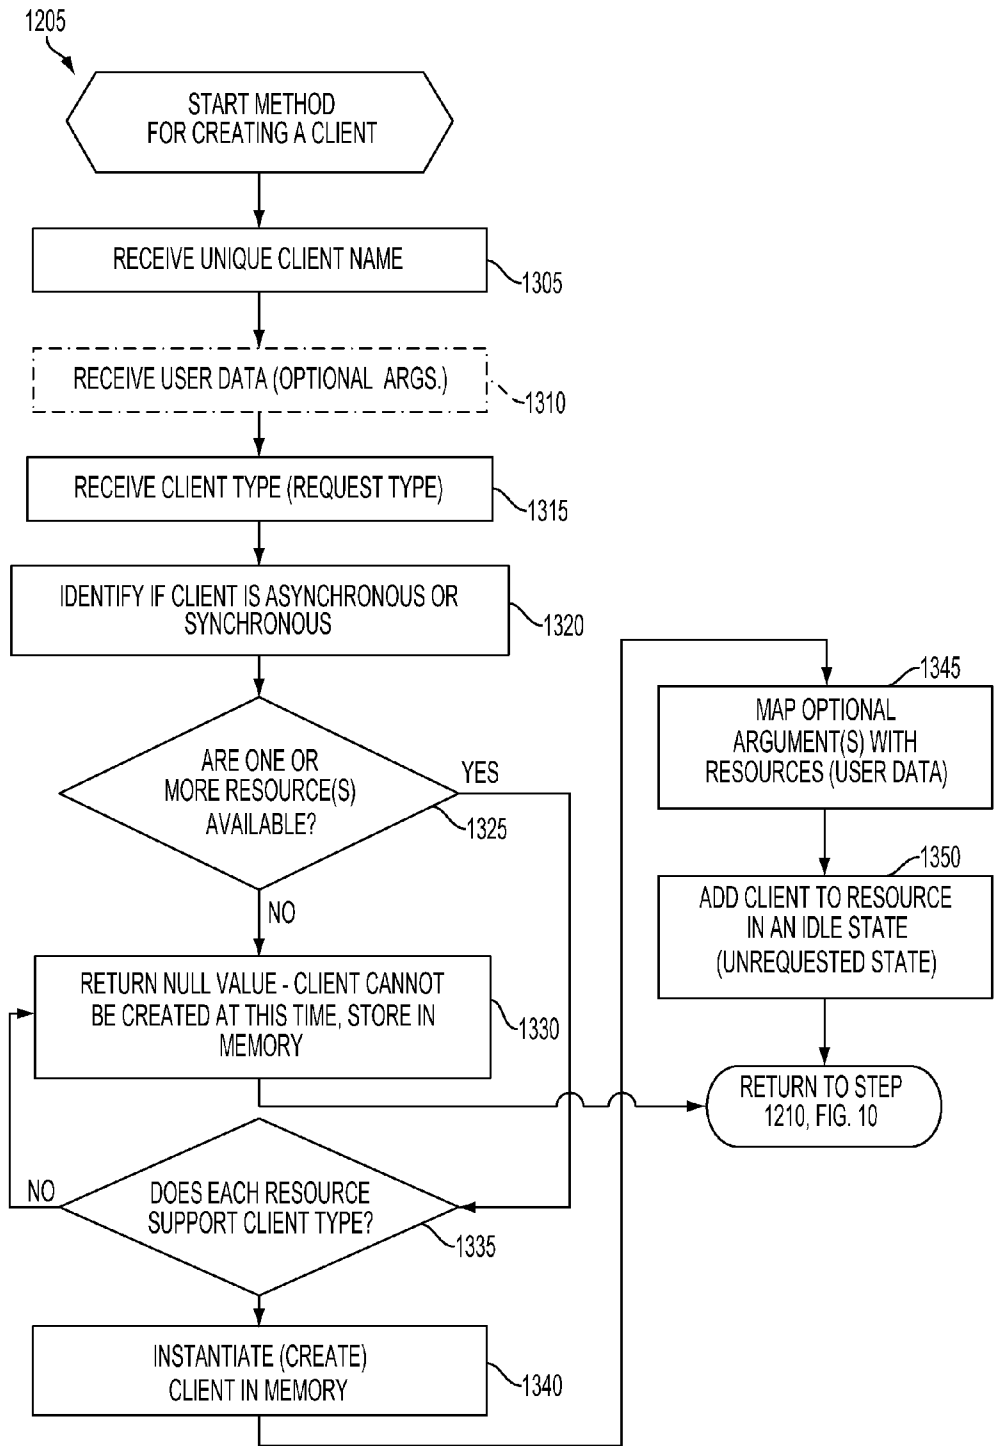 1205
START METHOD
FOR CREATING A CLIENT
RECEIVE UNIQUE CLIENT NAME
1305
RECEIVE USER DATA (OPTIONAL ARGS.)
1310
RECEIVE CLIENT TYPE (REQUEST TYPE)
1315
IDENTIFY IF CLIENT IS ASYNCHRONOUS OR
SYNCHRONOUS
1320
ARE ONE OR
MORE RESOURCE(S)
AVAILABLE?
YES
1325
NO
RETURN NULL VALUE - CLIENT CANNOT
BE CREATED AT THIS TIME, STORE IN
MEMORY
1330
NO
DOES EACH RESOURCE
SUPPORT CLIENT TYPE?
1335
INSTANTIATE (CREATE)
CLIENT IN MEMORY
1340
1345
MAP OPTIONAL
ARGUMENT(S) WITH
RESOURCES (USER DATA)
1350
ADD CLIENT TO RESOURCE
IN AN IDLE STATE
(UNREQUESTED STATE)
RETURN TO STEP
1210, FIG. 10